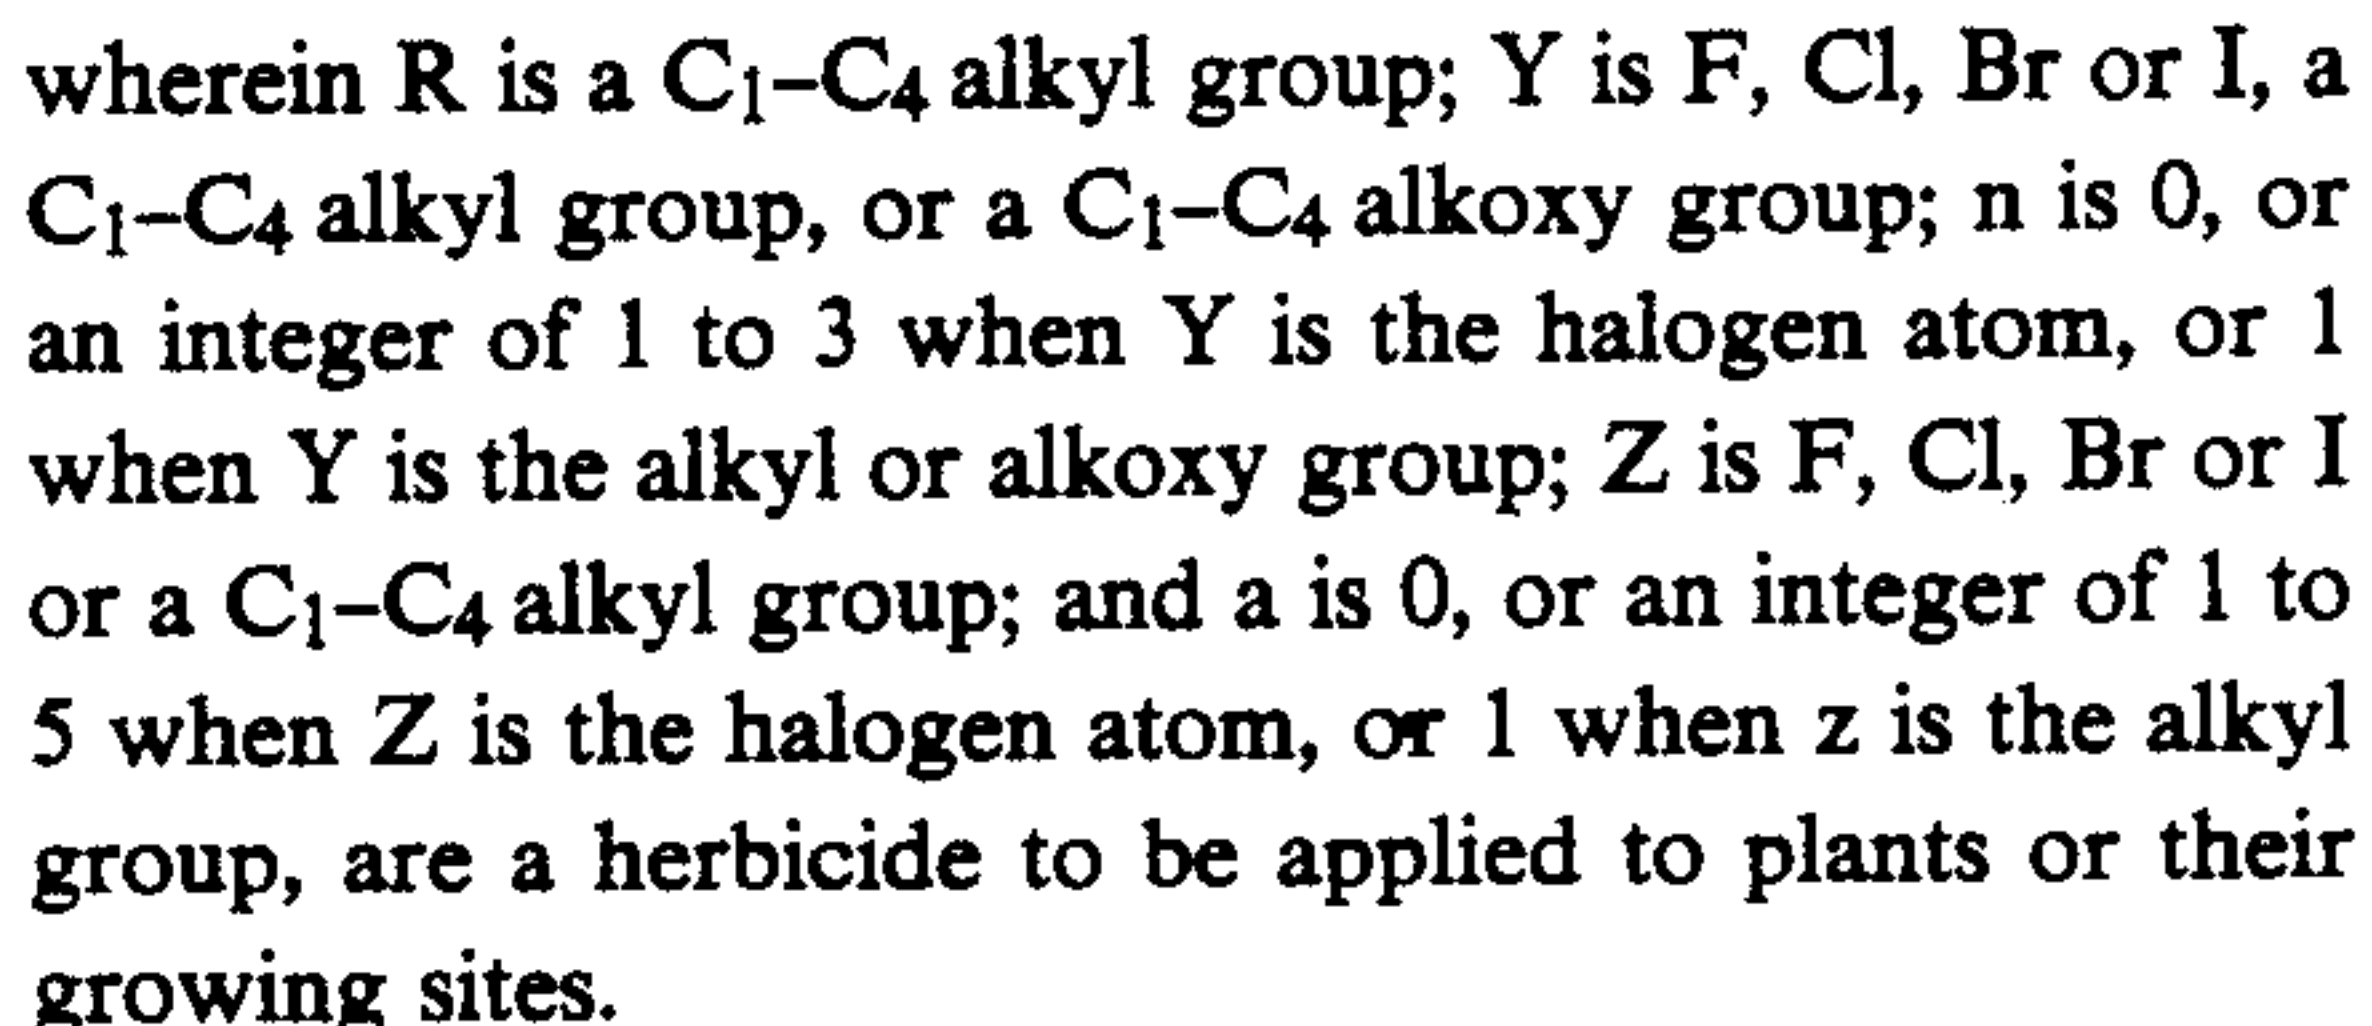 wherein R is a C₁–C₄ alkyl group; Y is F, Cl, Br or I, a
C₁–C₄ alkyl group, or a C₁–C₄ alkoxy group; n is 0, or
an integer of 1 to 3 when Y is the halogen atom, or 1
when Y is the alkyl or alkoxy group; Z is F, Cl, Br or I
or a C₁–C₄ alkyl group; and a is 0, or an integer of 1 to
5 when Z is the halogen atom, or 1 when z is the alkyl
group, are a herbicide to be applied to plants or their
growing sites.